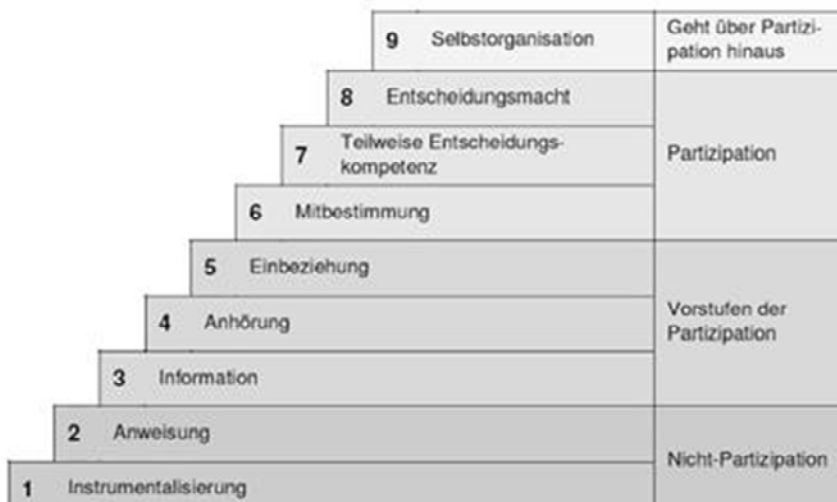 9 Selbstorganisation
Geht über Partizi-
pation hinaus
8 Entscheidungsmacht
7 Teilweise Entscheidungs-
kompetenz
Partizipation
6 Mitbestimmung
5 Einbeziehung
4 Anhörung
Vorstufen der
Partizipation
3 Information
2 Anweisung
Nicht-Partizipation
1 Instrumentalisierung